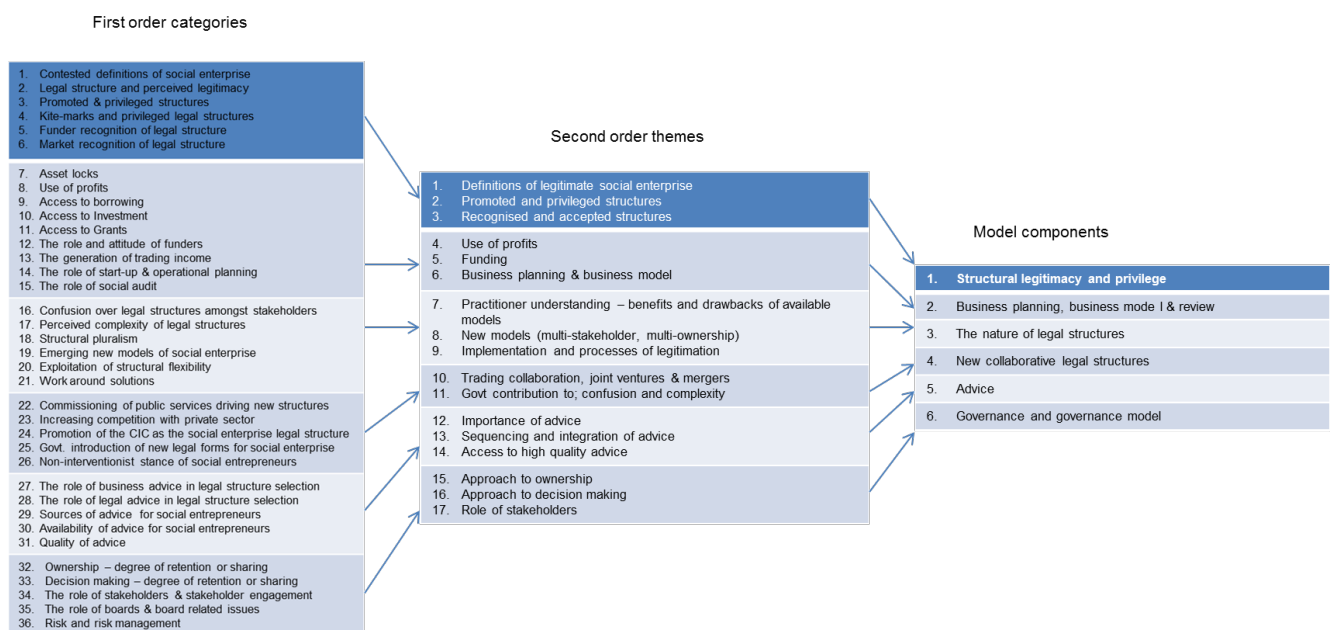 First order categories
1. Contested definitions of social enterprise
2. Legal structure and perceived legitimacy
3. Promoted & privileged structures
4. Kite-marks and privileged legal structures
5. Funder recognition of legal structure
6. Market recognition of legal structure
7. Asset locks
8. Use of profits
9. Access to borrowing
10. Access to Investment
11. Access to Grants
12. The role and attitude of funders
13. The generation of trading income
14. The role of start-up & operational planning
15. The role of social audit
16. Confusion over legal structures amongst stakeholders
17. Perceived complexity of legal structures
18. Structural pluralism
19. Emerging new models of social enterprise
20. Exploitation of structural flexibility
21. Work around solutions
22. Commissioning of public services driving new structures
23. Increasing competition with private sector
24. Promotion of the CIC as the social enterprise legal structure
25. Govt. introduction of new legal forms for social enterprise
26. Non-interventionist stance of social entrepreneurs
27. The role of business advice in legal structure selection
28. The role of legal advice in legal structure selection
29. Sources of advice for social entrepreneurs
30. Availability of advice for social entrepreneurs
31. Quality of advice
32. Ownership – degree of retention or sharing
33. Decision making – degree of retention or sharing
34. The role of stakeholders & stakeholder engagement
35. The role of boards & board related issues
36. Risk and risk management
Second order themes
1. Definitions of legitimate social enterprise
2. Promoted and privileged structures
3. Recognised and accepted structures
4. Use of profits
5. Funding
6. Business planning & business model
7. Practitioner understanding – benefits and drawbacks of available
models
8. New models (multi-stakeholder, multi-ownership)
9. Implementation and processes of legitimation
10. Trading collaboration, joint ventures & mergers
11. Govt contribution to; confusion and complexity
12. Importance of advice
13. Sequencing and integration of advice
14. Access to high quality advice
15. Approach to ownership
16. Approach to decision making
17. Role of stakeholders
Model components
1. Structural legitimacy and privilege
2. Business planning, business mode l & review
3. The nature of legal structures
4. New collaborative legal structures
5. Advice
6. Governance and governance model